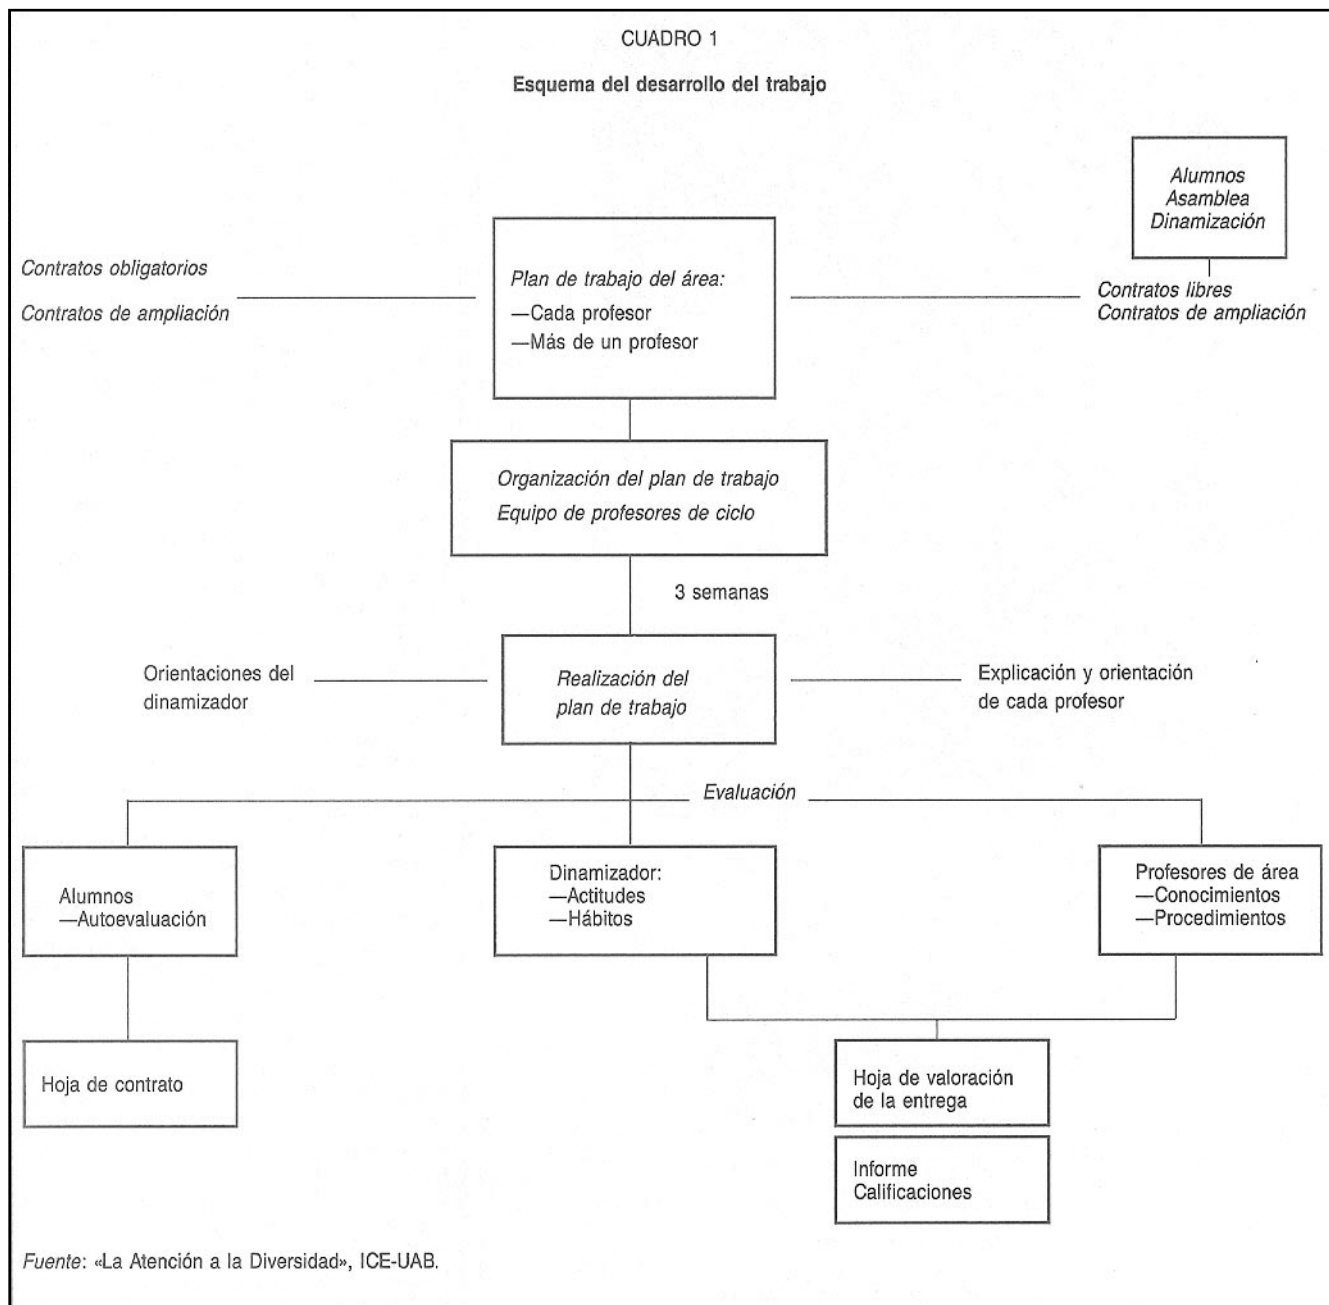 CUADRO 1
Esquema del desarrollo del trabajo
Alumnos
Asamblea
Dinamización
Contratos obligatorios
Contratos de ampliación
Plan de trabajo del área:
—Cada profesor
—Más de un profesor
Contratos libres
Contratos de ampliación
Organización del plan de trabajo
Equipo de profesores de ciclo
3 semanas
Orientaciones del
dinamizador
Realización del
plan de trabajo
Explicación y orientación
de cada profesor
Evaluación
Alumnos
—Autoevaluación
Dinamizador:
—Actitudes
—Hábitos
Profesores de área
—Conocimientos
—Procedimientos
Hoja de contrato
Hoja de valoración
de la entrega
Informe
Calificaciones
Fuente: «La Atención a la Diversidad», ICE-UAB.